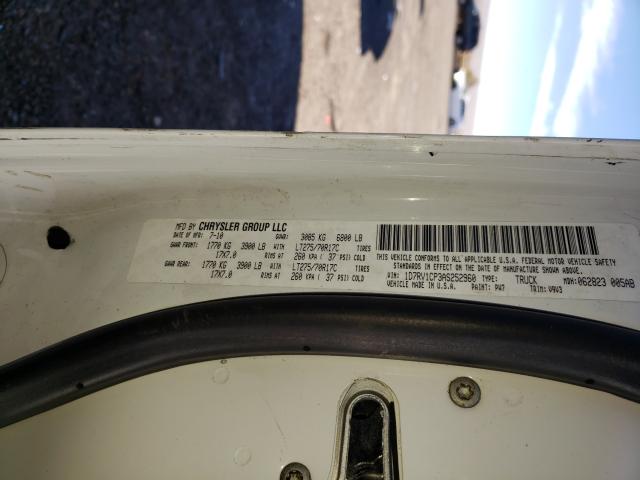 MFD BY CHRYSLER GROUP LLC
DATE OF MFR: 7-10 GVWR: 3085 KG 6800 LB
GAWR FRONT: 1770 KG 3900 LB WITH LT275/70R17C TIRES
17X7.0 RIMS AT 260 KPA ( 37 PSI) COLD
GAWR REAR: 1770 KG 3900 LB WITH LT275/70R17C TIRES
17X7.0 RIMS AT 260 KPA ( 37 PSI) COLD
THIS VEHICLE CONFORMS TO ALL APPLICABLE U.S.A. FEDERAL MOTOR VEHICLE SAFETY
STANDARDS IN EFFECT ON THE DATE OF MANUFACTURE SHOWN ABOVE.
VIN: 1D7RV1CP3AS252960 TYPE: TRUCK MDH: 062823 005AB
VEHICLE MADE IN U.S.A. PAINT: PW7 TRIM: V9V3